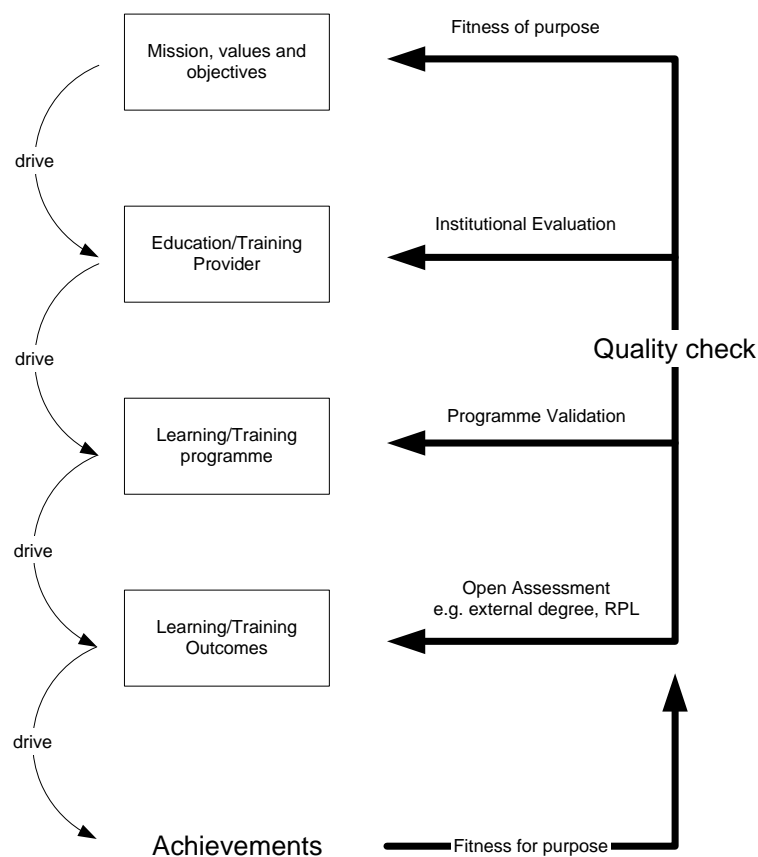 Fitness of purpose
Mission, values and
objectives
drive
Institutional Evaluation
Education/Training
Provider
Quality check
drive
Programme Validation
Learning/Training
programme
drive
Open Assessment
e.g. external degree, RPL
Learning/Training
Outcomes
drive
Achievements
Fitness for purpose